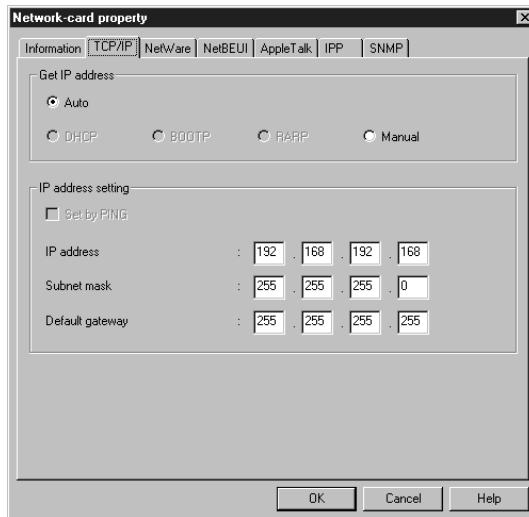 Network-card property
Information TCP/IP NetWare NetBEUI AppleTalk IPP SNMP
Get IP address
Auto
DHCP BOOTP RARP Manual
IP address setting
Set by PING
IP address : 192 . 168 . 192 . 168
Subnet mask : 255 . 255 . 255 . 0
Default gateway : 255 . 255 . 255 . 255
OK Cancel Help